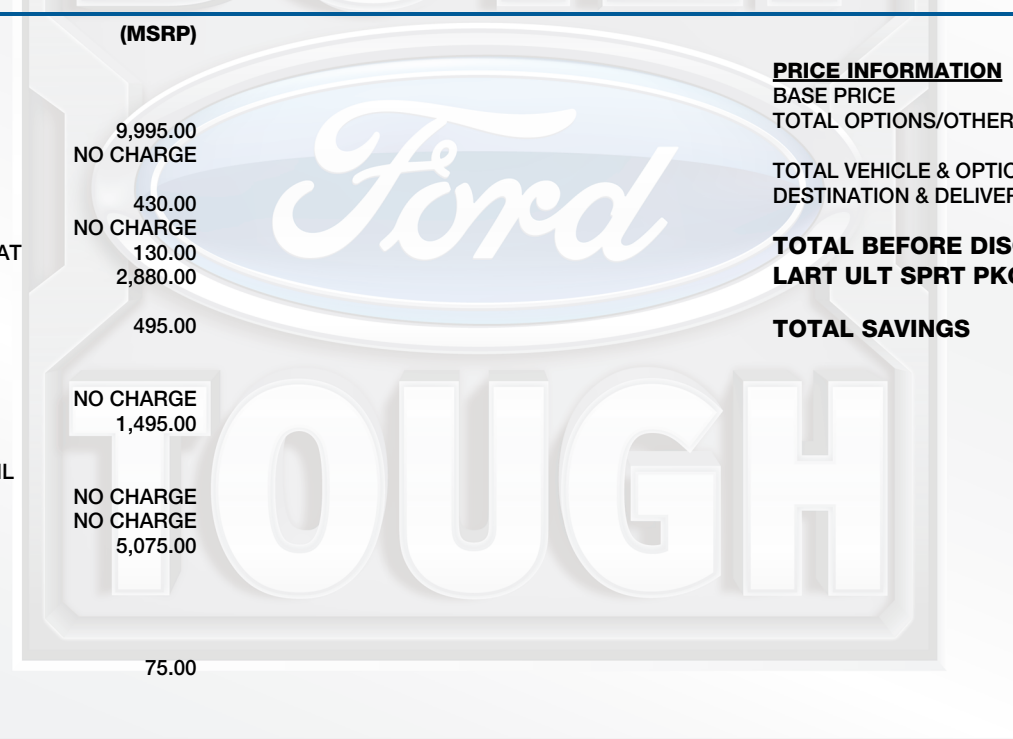 (MSRP)
9,995.00
NO CHARGE
430.00
NO CHARGE
AT 130.00
2,880.00
495.00
NO CHARGE
1,495.00
IL
NO CHARGE
NO CHARGE
5,075.00
75.00
Ford
TOUGH
PRICE INFORMATION
BASE PRICE
TOTAL OPTIONS/OTHER
TOTAL VEHICLE & OPTIO
DESTINATION & DELIVER
TOTAL BEFORE DIS
LART ULT SPRT PK
TOTAL SAVINGS